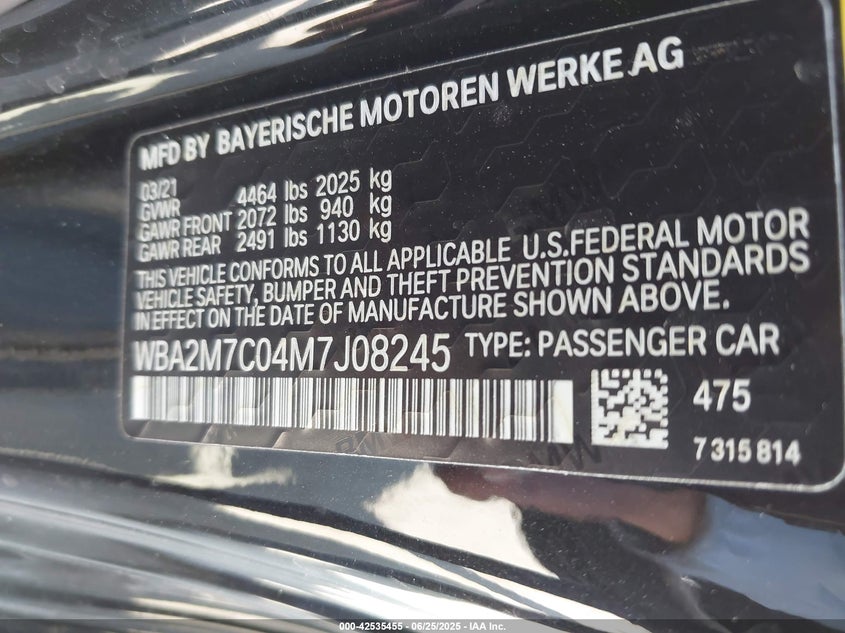 MFD BY BAYERISCHE MOTOREN WERKE AG
03/21
GVWR 4464 lbs 2025 kg
GAWR FRONT 2072 lbs 940 kg
GAWR REAR 2491 lbs 1130 kg
THIS VEHICLE CONFORMS TO ALL APPLICABLE U.S.FEDERAL MOTOR
VEHICLE SAFETY, BUMPER AND THEFT PREVENTION STANDARDS
IN EFFECT ON THE DATE OF MANUFACTURE SHOWN ABOVE.
WBA2M7C04M7J08245 TYPE: PASSENGER CAR
475
7 315 814
000-42535455 - 06/25/2025 - IAA Inc.